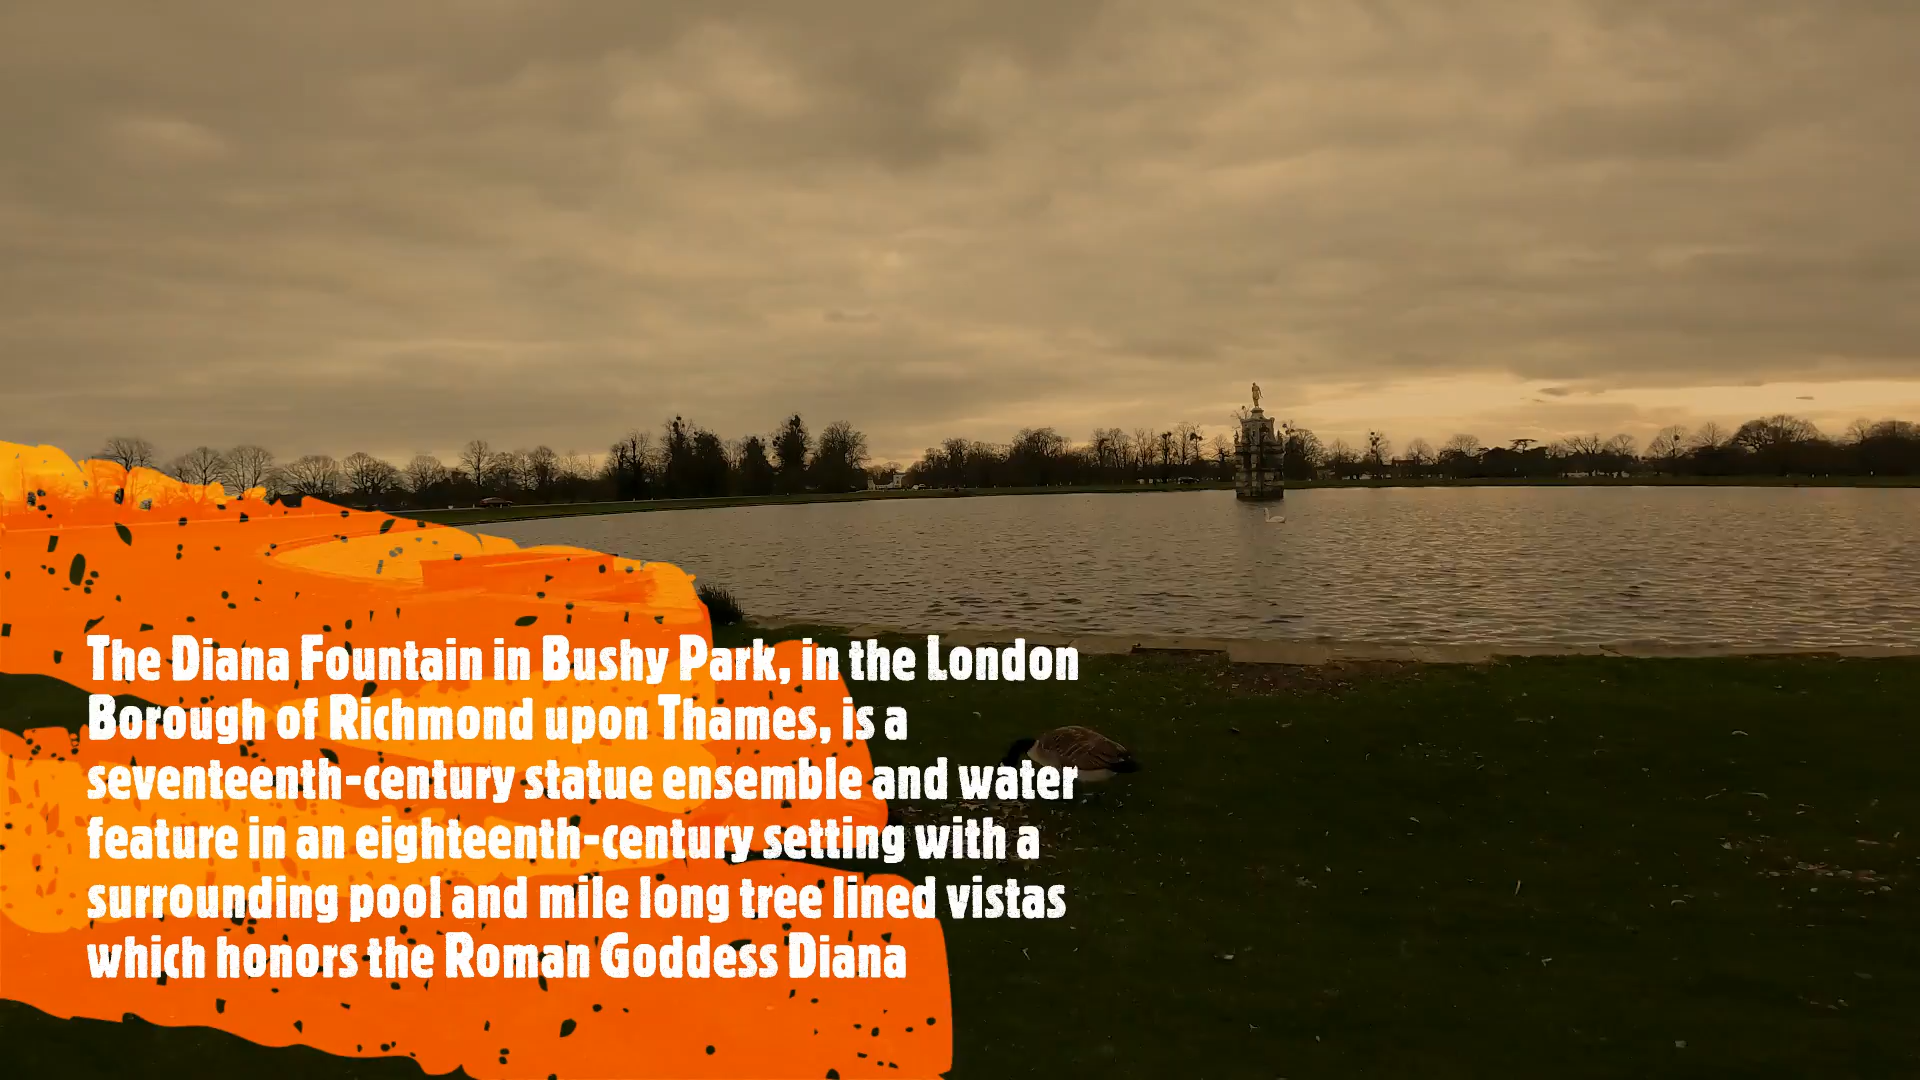 The Diana Fountain in Bushy Park, in the London
Borough of Richmond upon Thames, is a
seventeenth-century statue ensemble and water
feature in an eighteenth-century setting with a
surrounding pool and mile long tree lined vistas
which honors the Roman Goddess Diana